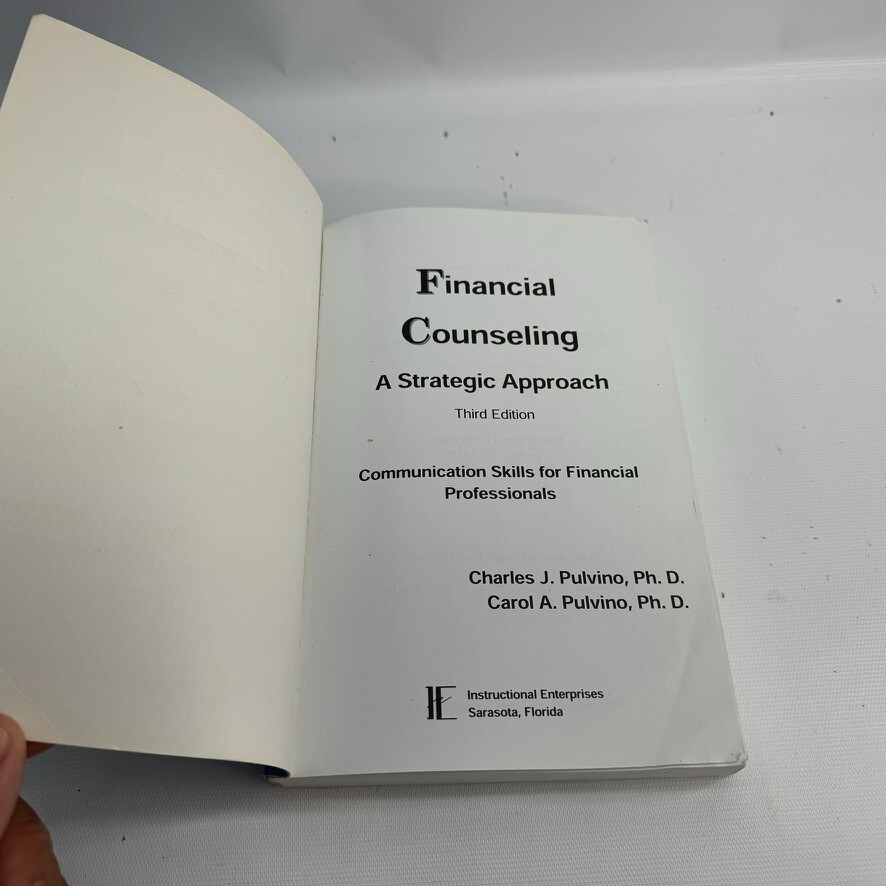 Financial
Counseling
A Strategic Approach
Third Edition
Communication Skills for Financial
Professionals
Charles J. Pulvino, Ph. D.
Carol A. Pulvino, Ph. D.
IE Instructional Enterprises
Sarasota, Florida